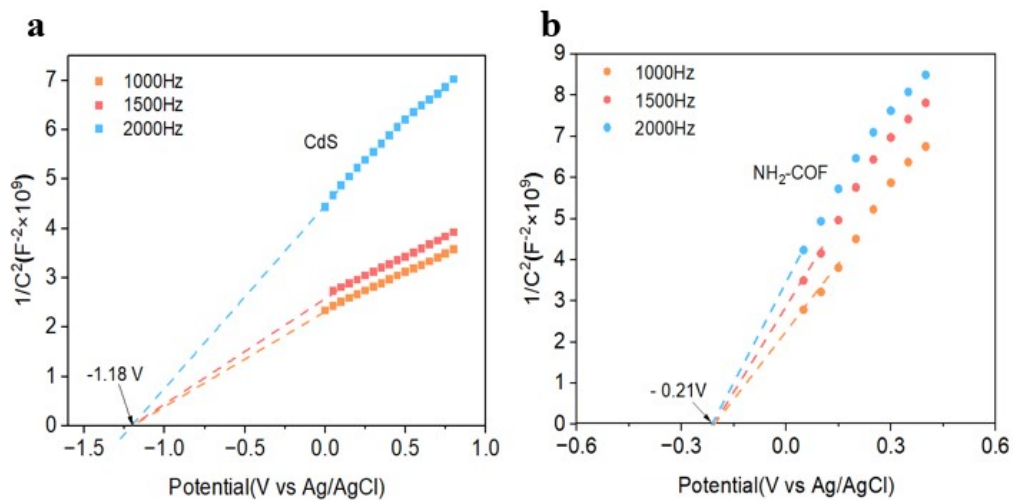 a
7
6
5
4
3
2
1
0
1/C²(F⁻²×10⁹)
1000Hz
1500Hz
2000Hz
CdS
-1.18 V
−1.5 −1.0 −0.5 0.0 0.5 1.0
Potential(V vs Ag/AgCl)
b
9
8
7
6
5
4
3
2
1
0
1/C²(F⁻²×10⁹)
1000Hz
1500Hz
2000Hz
NH₂-COF
- 0.21V
−0.6 −0.3 0.0 0.3 0.6
Potential(V vs Ag/AgCl)